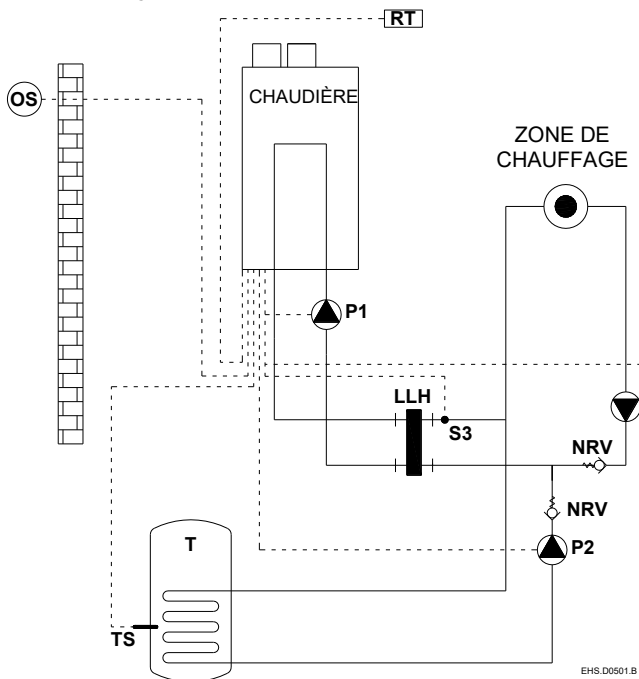 RT
OS
CHAUDIÈRE
ZONE DE
CHAUFFAGE
P1
LLH
S3
NRV
NRV
P2
T
TS
EHS.D0501.B